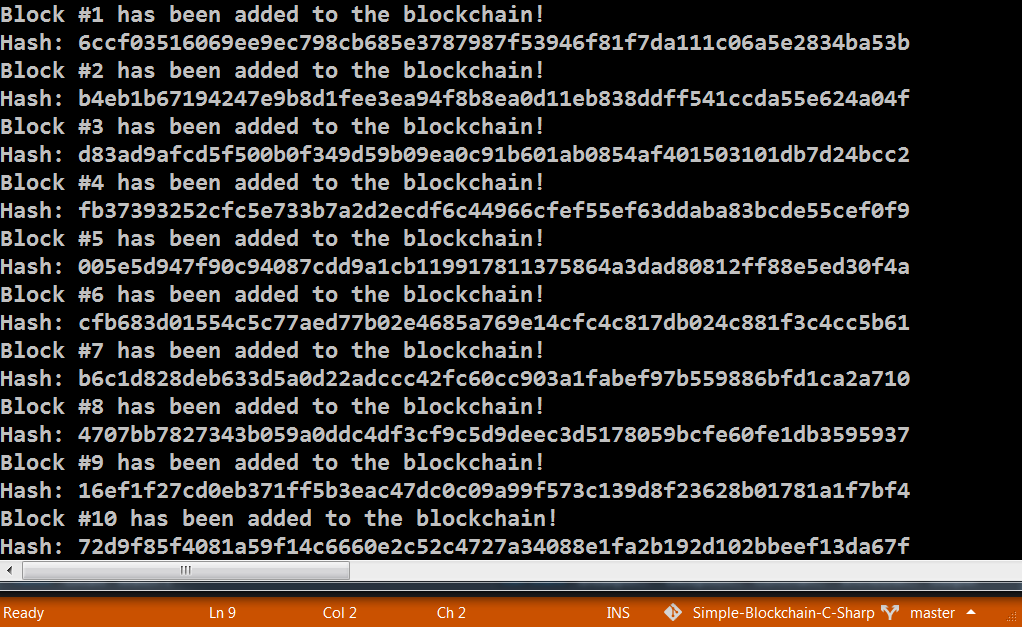 Block #1 has been added to the blockchain!
Hash: 6ccf03516069ee9ec798cb685e3787987f53946f81f7da111c06a5e2834ba53b
Block #2 has been added to the blockchain!
Hash: b4eb1b67194247e9b8d1fee3ea94f8b8ea0d11eb838ddff541ccda55e624a04f
Block #3 has been added to the blockchain!
Hash: d83ad9afcd5f500b0f349d59b09ea0c91b601ab0854af401503101db7d24bcc2
Block #4 has been added to the blockchain!
Hash: fb37393252cfc5e733b7a2d2ecdf6c44966cfef55ef63ddaba83bcde55cef0f9
Block #5 has been added to the blockchain!
Hash: 005e5d947f90c94087cdd9a1cb119917811375864a3dad80812ff88e5ed30f4a
Block #6 has been added to the blockchain!
Hash: cfb683d01554c5c77aed77b02e4685a769e14cfc4c817db024c881f3c4cc5b61
Block #7 has been added to the blockchain!
Hash: b6c1d828deb633d5a0d22adccc42fc60cc903a1fabef97b559886bfd1ca2a710
Block #8 has been added to the blockchain!
Hash: 4707bb7827343b059a0ddc4df3cf9c5d9deec3d5178059bcfe60fe1db3595937
Block #9 has been added to the blockchain!
Hash: 16ef1f27cd0eb371ff5b3eac47dc0c09a99f573c139d8f23628b01781a1f7bf4
Block #10 has been added to the blockchain!
Hash: 72d9f85f4081a59f14c6660e2c52c4727a34088e1fa2b192d102bbeef13da67f
Ready Ln 9 Col 2 Ch 2 INS Simple-Blockchain-C-Sharp master